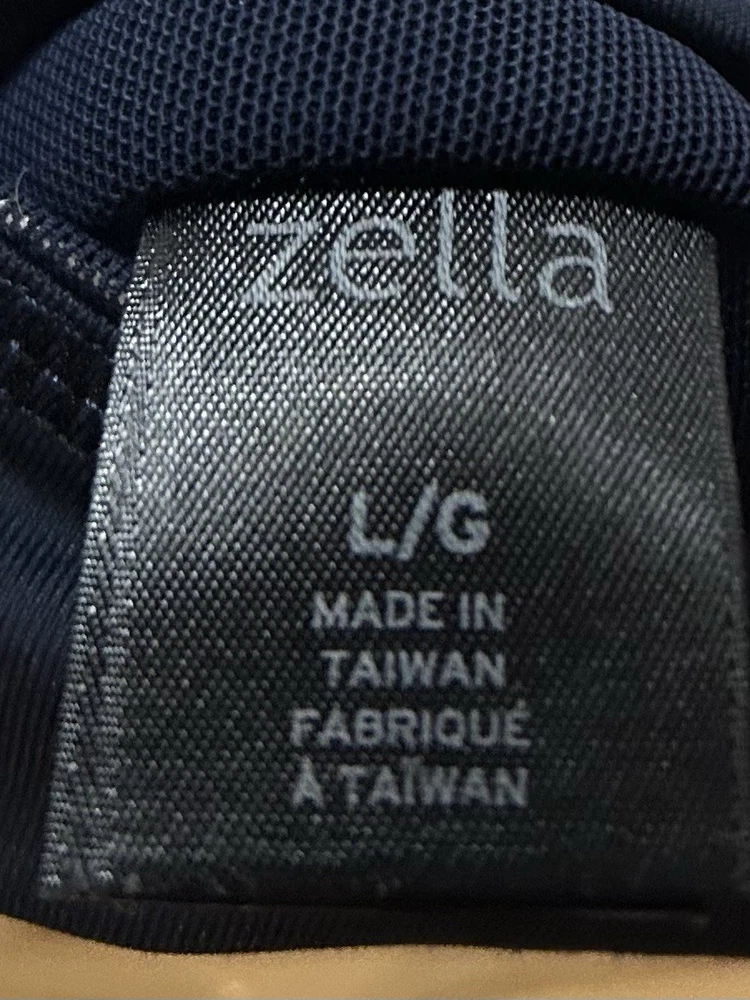 zella
L/G
MADE IN
TAIWAN
FABRIQUÉ
À TAÏWAN